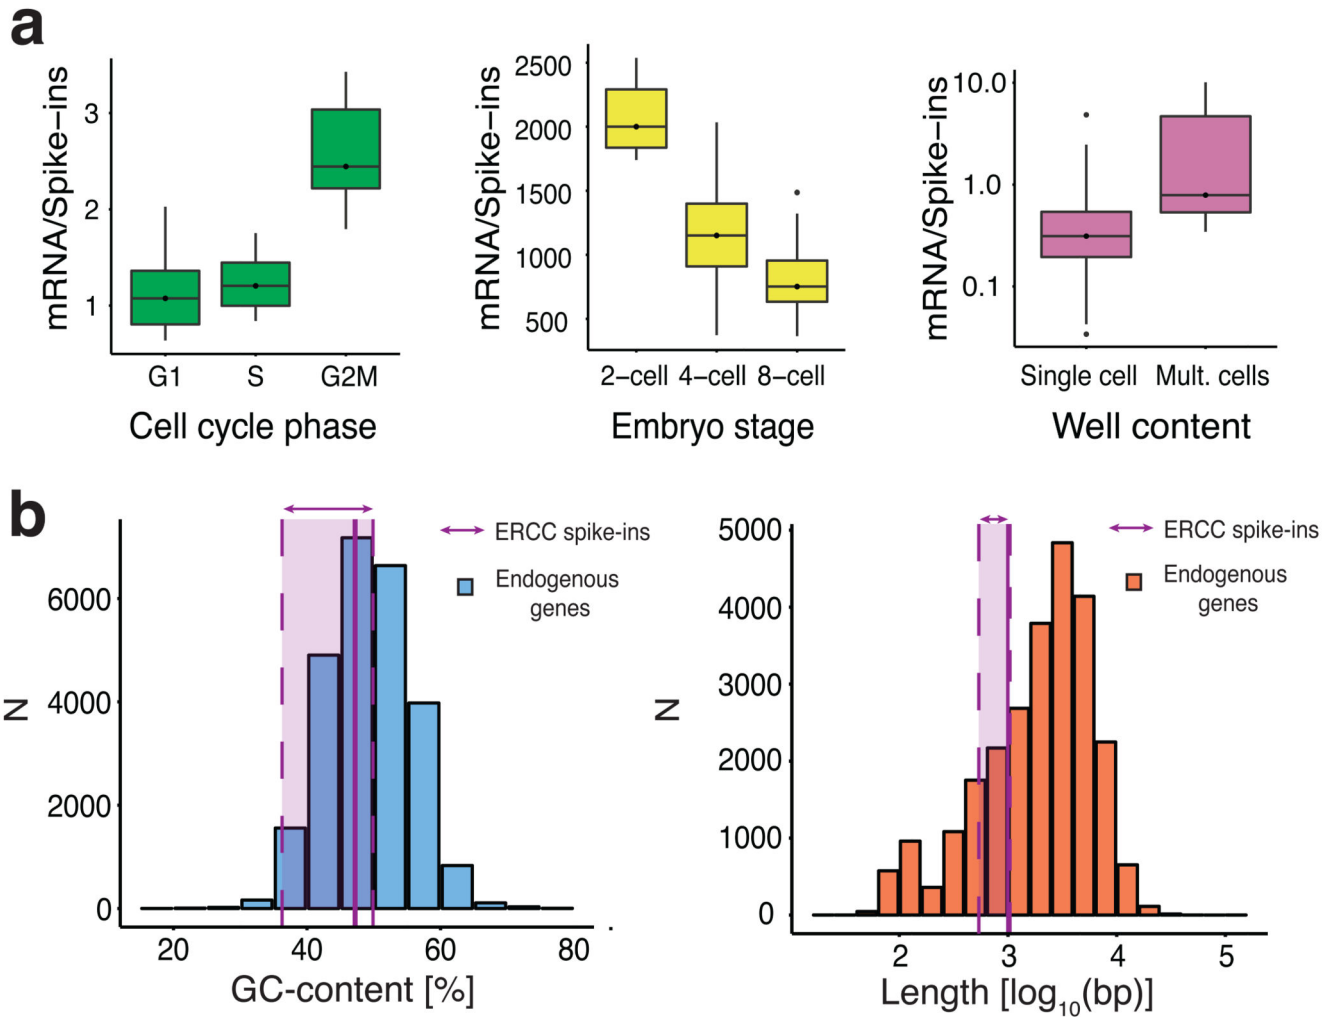 a
mRNA/Spike−ins
3
2
1
G1 S G2M
Cell cycle phase
mRNA/Spike−ins
2500
2000
1500
1000
500
2−cell 4−cell 8−cell
Embryo stage
mRNA/Spike−ins
10.0
1.0
0.1
Single cell Mult. cells
Well content
b
N
6000
4000
2000
0
20 40 60 80
GC-content [%]
ERCC spike-ins
Endogenous
genes
N
5000
4000
3000
2000
1000
0
2 3 4 5
Length [log10(bp)]
ERCC spike-ins
Endogenous
genes